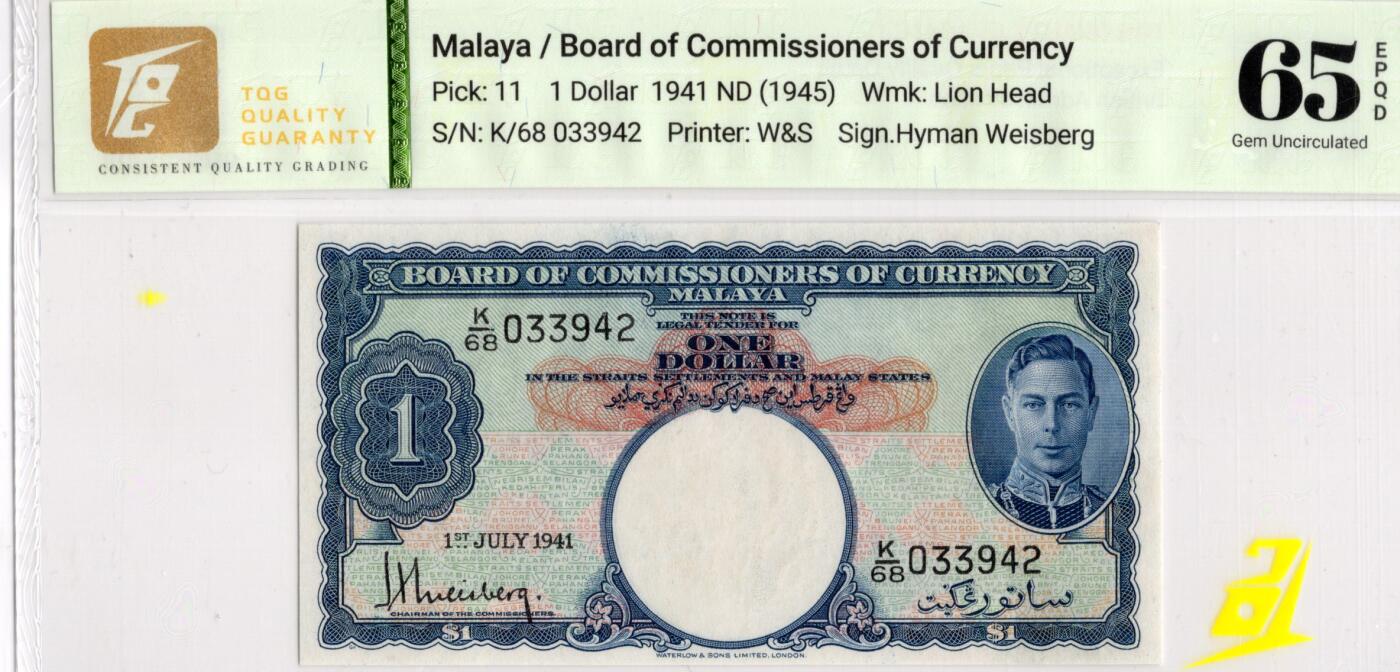 TQG
QUALITY
GUARANTY
CONSISTENT QUALITY GRADING
Malaya / Board of Commissioners of Currency
Pick: 11 1 Dollar 1941 ND (1945) Wmk: Lion Head
S/N: K/68 033942 Printer: W&S Sign.Hyman Weisberg
65
EPQD
Gem Uncirculated
BOARD OF COMMISSIONERS OF CURRENCY
MALAYA
K/68 033942
THIS NOTE IS
LEGAL TENDER FOR
ONE
DOLLAR
IN THE STRAITS SETTLEMENTS AND MALAY STATES
1
1ST JULY 1941
K/68 033942
HWeisberg.
CHAIRMAN OF THE COMMISSIONERS.
ساتو رڠݢيت
$1
$1
WATERLOW & SONS LIMITED, LONDON.